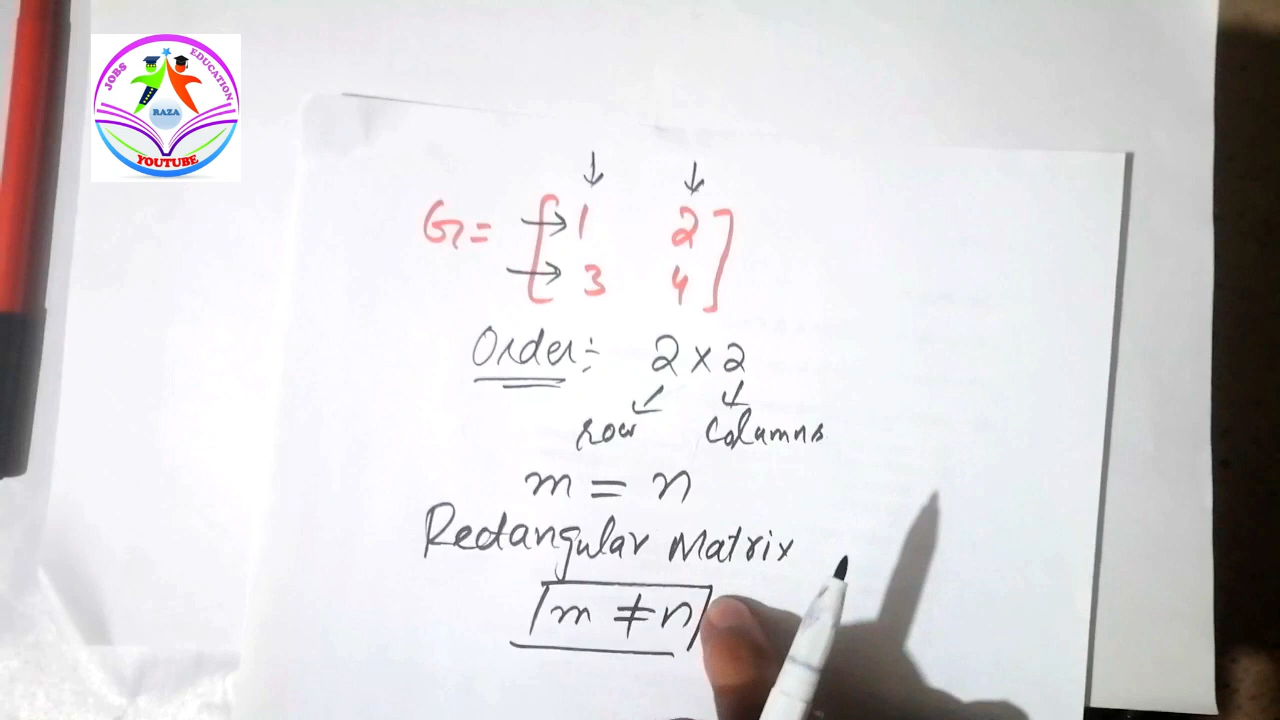 JOBS EDUCATION
RAZA
YOUTUBE
G = [ 1 2
3 4 ]
Order:- 2 x 2
row columns
m = n
Rectangular Matrix
m ≠ n